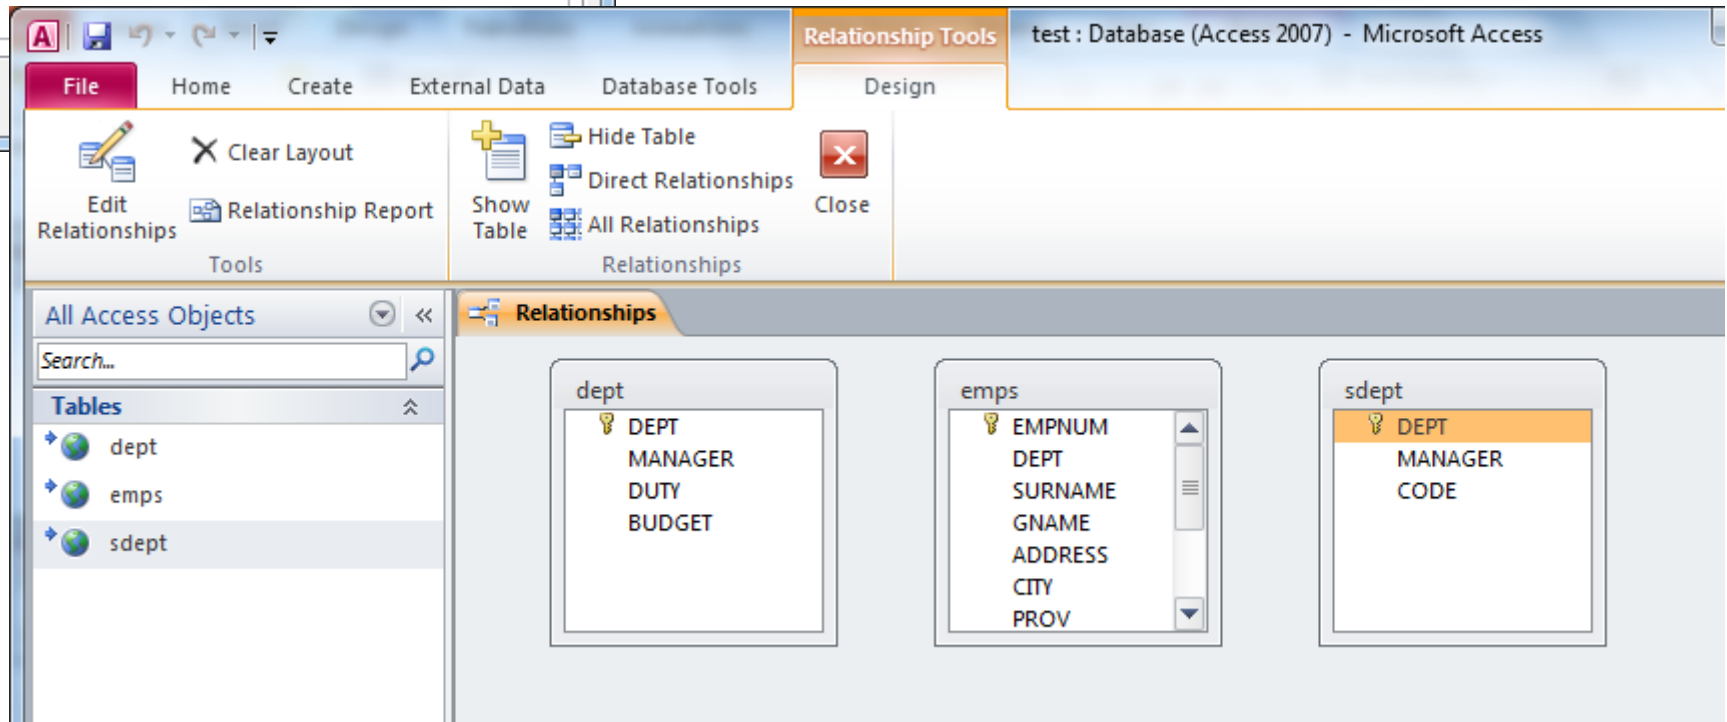 A
Relationship Tools
test : Database (Access 2007) - Microsoft Access
File Home Create External Data Database Tools Design
Edit Relationships
Clear Layout
Relationship Report
Tools
Show Table
Hide Table
Direct Relationships
All Relationships
Close
Relationships
All Access Objects
Search...
Tables
dept
emps
sdept
Relationships
dept
DEPT
MANAGER
DUTY
BUDGET
emps
EMPNUM
DEPT
SURNAME
GNAME
ADDRESS
CITY
PROV
sdept
DEPT
MANAGER
CODE